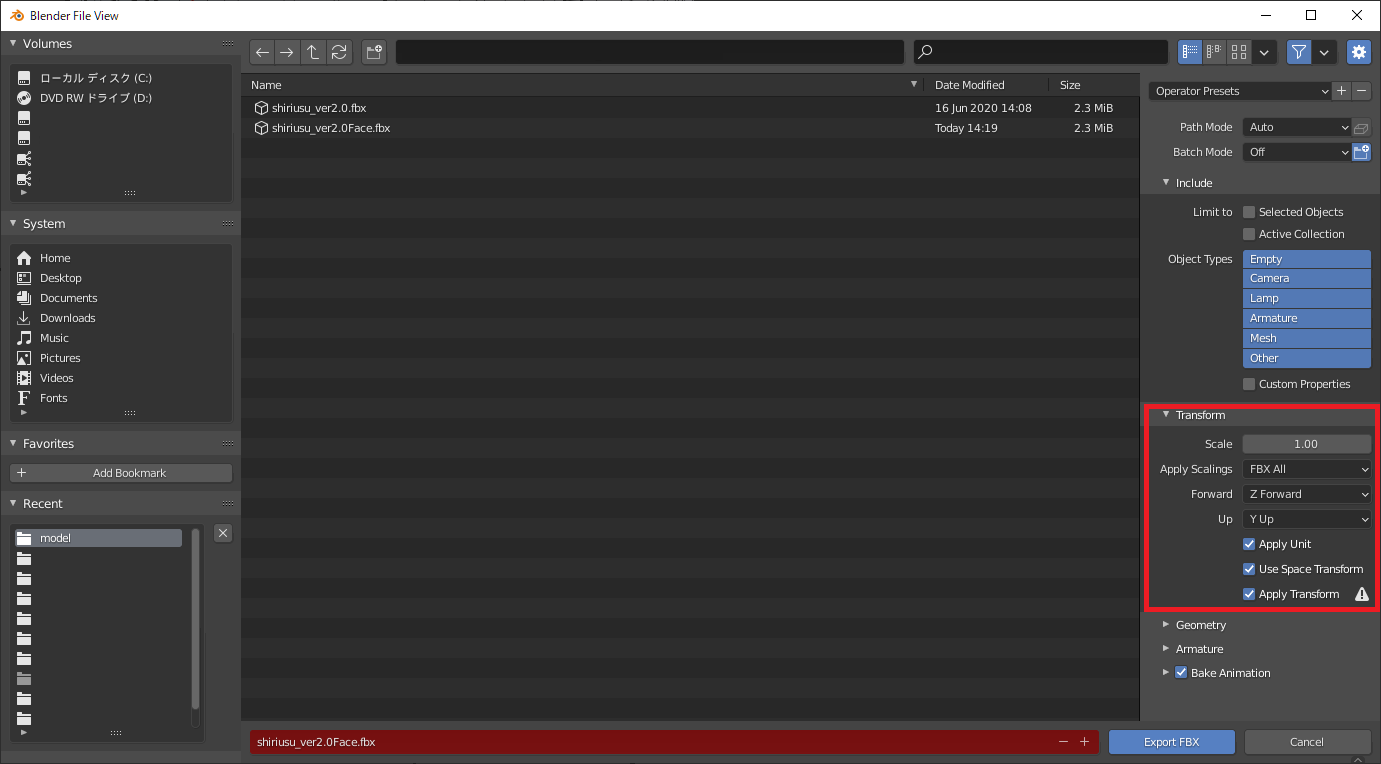 Blender File View
Volumes
ローカル ディスク (C:)
DVD RW ドライブ (D:)
System
Home
Desktop
Documents
Downloads
Music
Pictures
Videos
Fonts
Favorites
Add Bookmark
Recent
model
Name Date Modified Size
shiriusu_ver2.0.fbx 16 Jun 2020 14:08 2.3 MiB
shiriusu_ver2.0Face.fbx Today 14:19 2.3 MiB
Operator Presets
Path Mode Auto
Batch Mode Off
Include
Limit to Selected Objects
Active Collection
Object Types Empty
Camera
Lamp
Armature
Mesh
Other
Custom Properties
Transform
Scale 1.00
Apply Scalings FBX All
Forward Z Forward
Up Y Up
Apply Unit
Use Space Transform
Apply Transform
Geometry
Armature
Bake Animation
shiriusu_ver2.0Face.fbx
Export FBX
Cancel